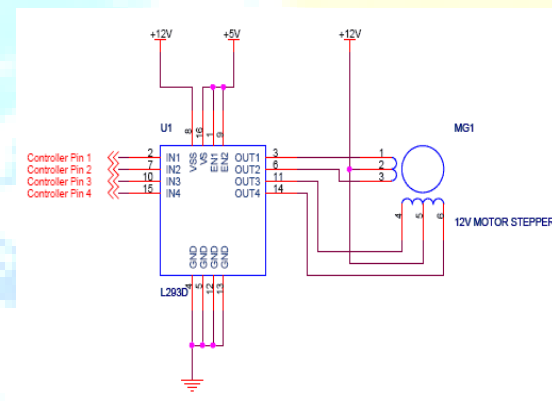 +12V
+5V
+12V
U1
MG1
8
16
1
9
VSS
VS
EN1
EN2
Controller Pin 1
2
IN1
OUT1
3
1
Controller Pin 2
7
IN2
OUT2
6
2
Controller Pin 3
10
IN3
OUT3
11
3
Controller Pin 4
15
IN4
OUT4
14
4
5
6
12V MOTOR STEPPER
GND
GND
GND
GND
L293D
4
5
12
13